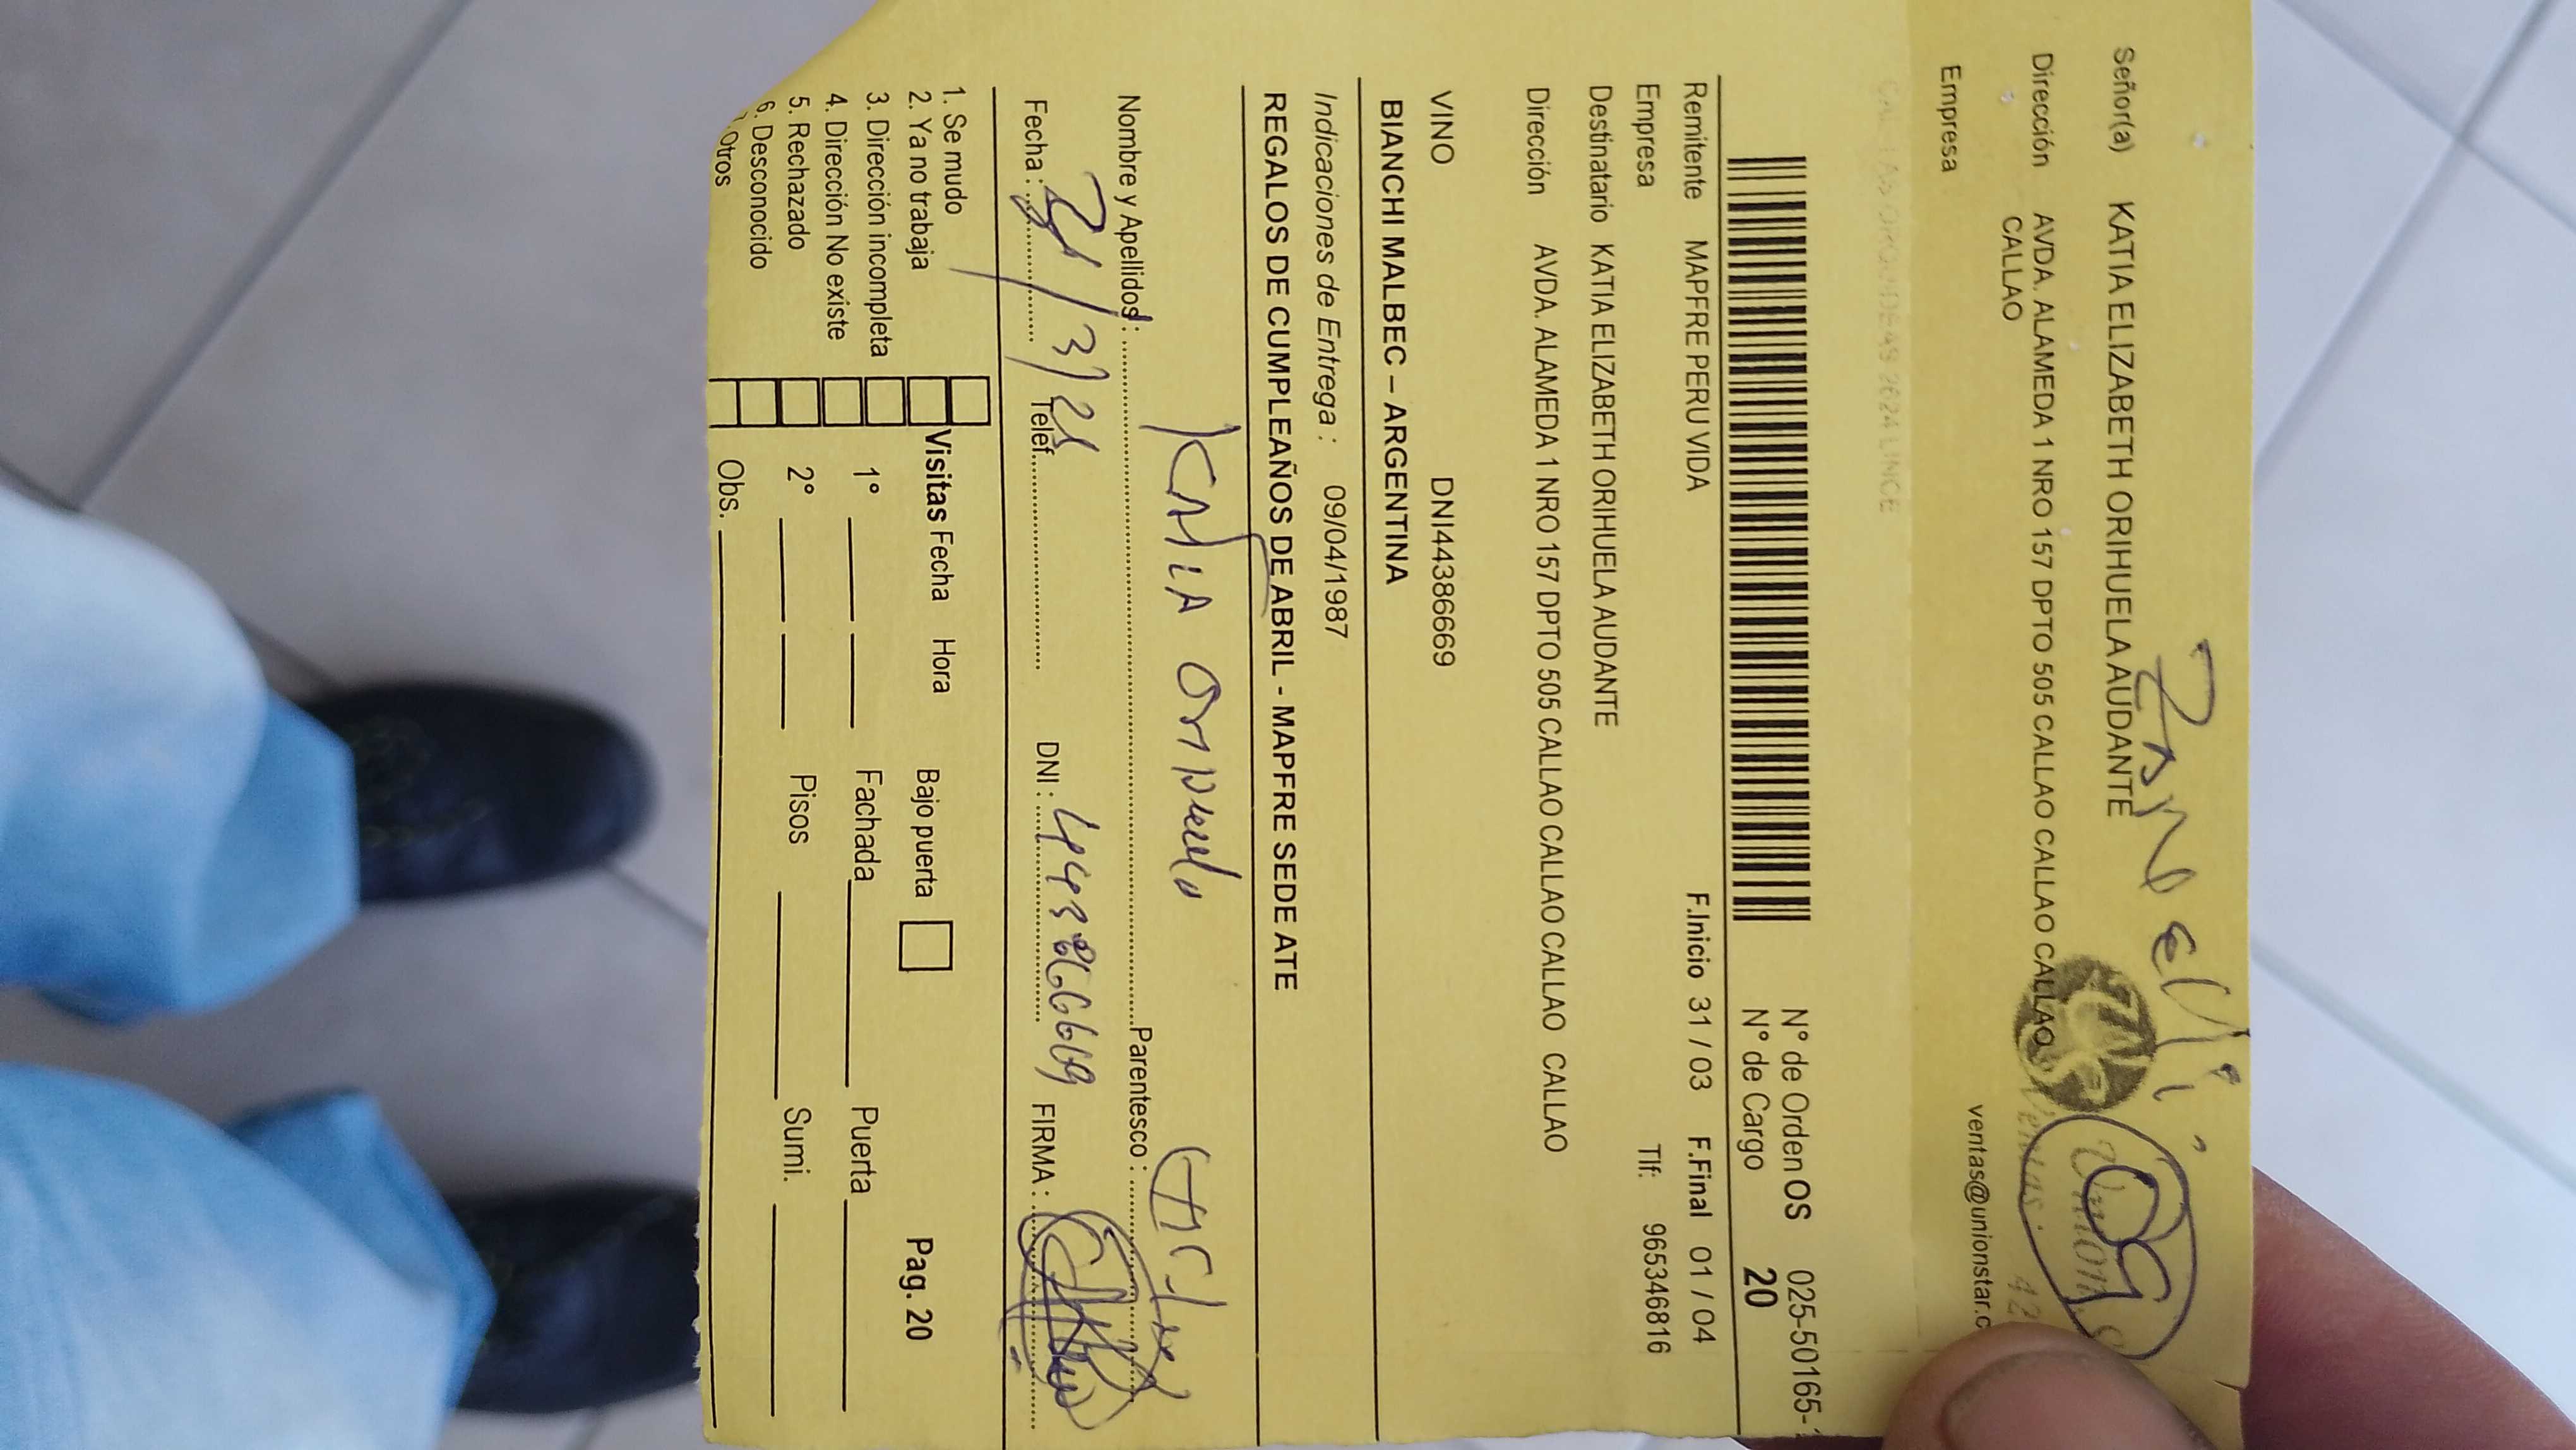 Señor(a) KATIA ELIZABETH ORIHUELA AUDANTE
Dirección AVDA. ALAMEDA 1 NRO 157 DPTO 505 CALLAO CALLAO CALLAO
CALLAO
Empresa
ventas@unionstar.c
N° de Orden OS 025-50165-
N° de Cargo 20
Remitente MAPFRE PERU VIDA F.Inicio 31 / 03 F.Final 01 / 04
Empresa Tlf: 965346816
Destinatario KATIA ELIZABETH ORIHUELA AUDANTE
Dirección AVDA. ALAMEDA 1 NRO 157 DPTO 505 CALLAO CALLAO CALLAO CALLAO CALLAO
VINO DNI44386669
BIANCHI MALBEC – ARGENTINA
Indicaciones de Entrega : 09/04/1987
REGALOS DE CUMPLEAÑOS DE ABRIL - MAPFRE SEDE ATE
Nombre y Apellidos : Katia Parentesco :
Fecha : Teléf. DNI : 44386669 FIRMA :
1. Se mudo
2. Ya no trabaja
3. Dirección incompleta
4. Dirección No existe
5. Rechazado
6. Desconocido
Otros
Visitas Fecha Hora Bajo puerta Pag. 20
1° Fachada Puerta
2° Pisos Sumi.
Obs.